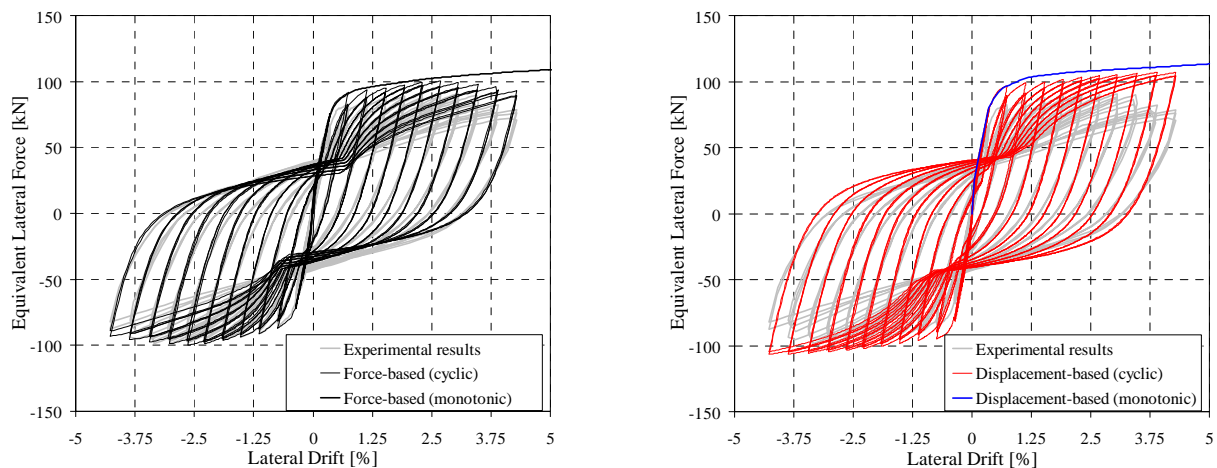 150
100
50
0
-50
-100
-150
Equivalent Lateral Force [kN]
Experimental results
Force-based (cyclic)
Force-based (monotonic)
-5 -3.75 -2.5 -1.25 0 1.25 2.5 3.75 5
Lateral Drift [%]
150
100
50
0
-50
-100
-150
Equivalent Lateral Force [kN]
Experimental results
Displacement-based (cyclic)
Displacement-based (monotonic)
-5 -3.75 -2.5 -1.25 0 1.25 2.5 3.75 5
Lateral Drift [%]